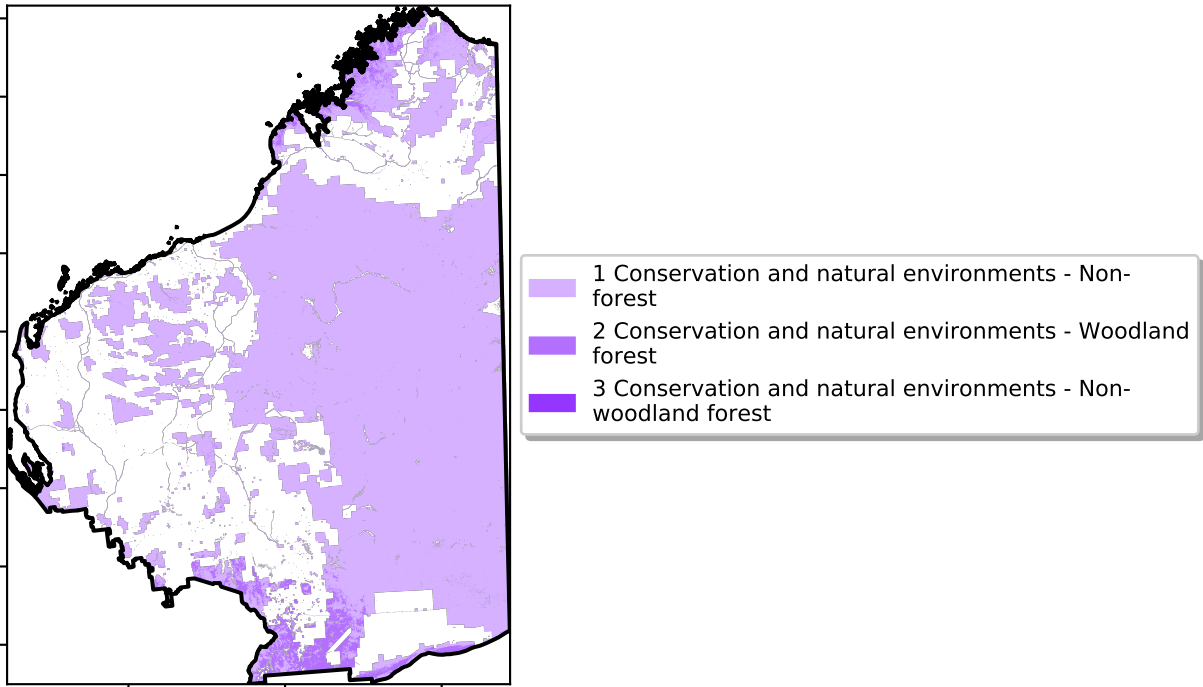 1 Conservation and natural environments - Non-
forest
2 Conservation and natural environments - Woodland
forest
3 Conservation and natural environments - Non-
woodland forest